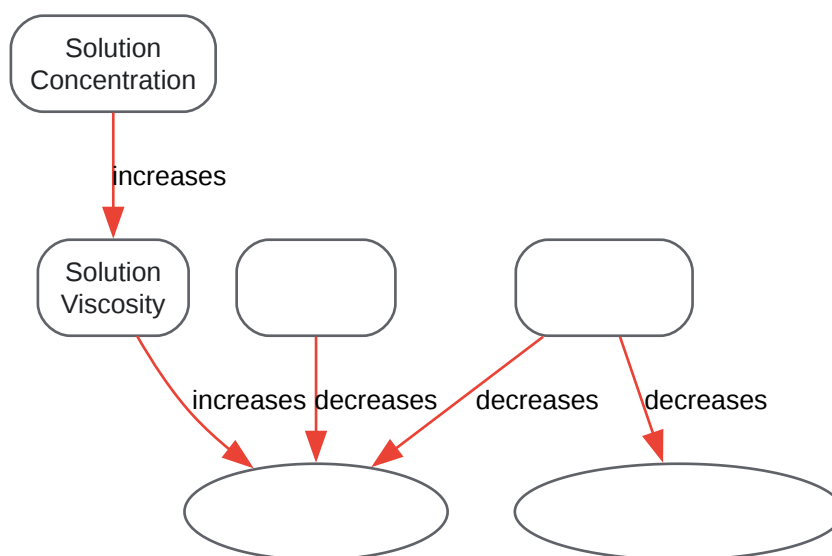 Solution
Concentration
increases
Solution
Viscosity
increases
decreases
decreases
decreases